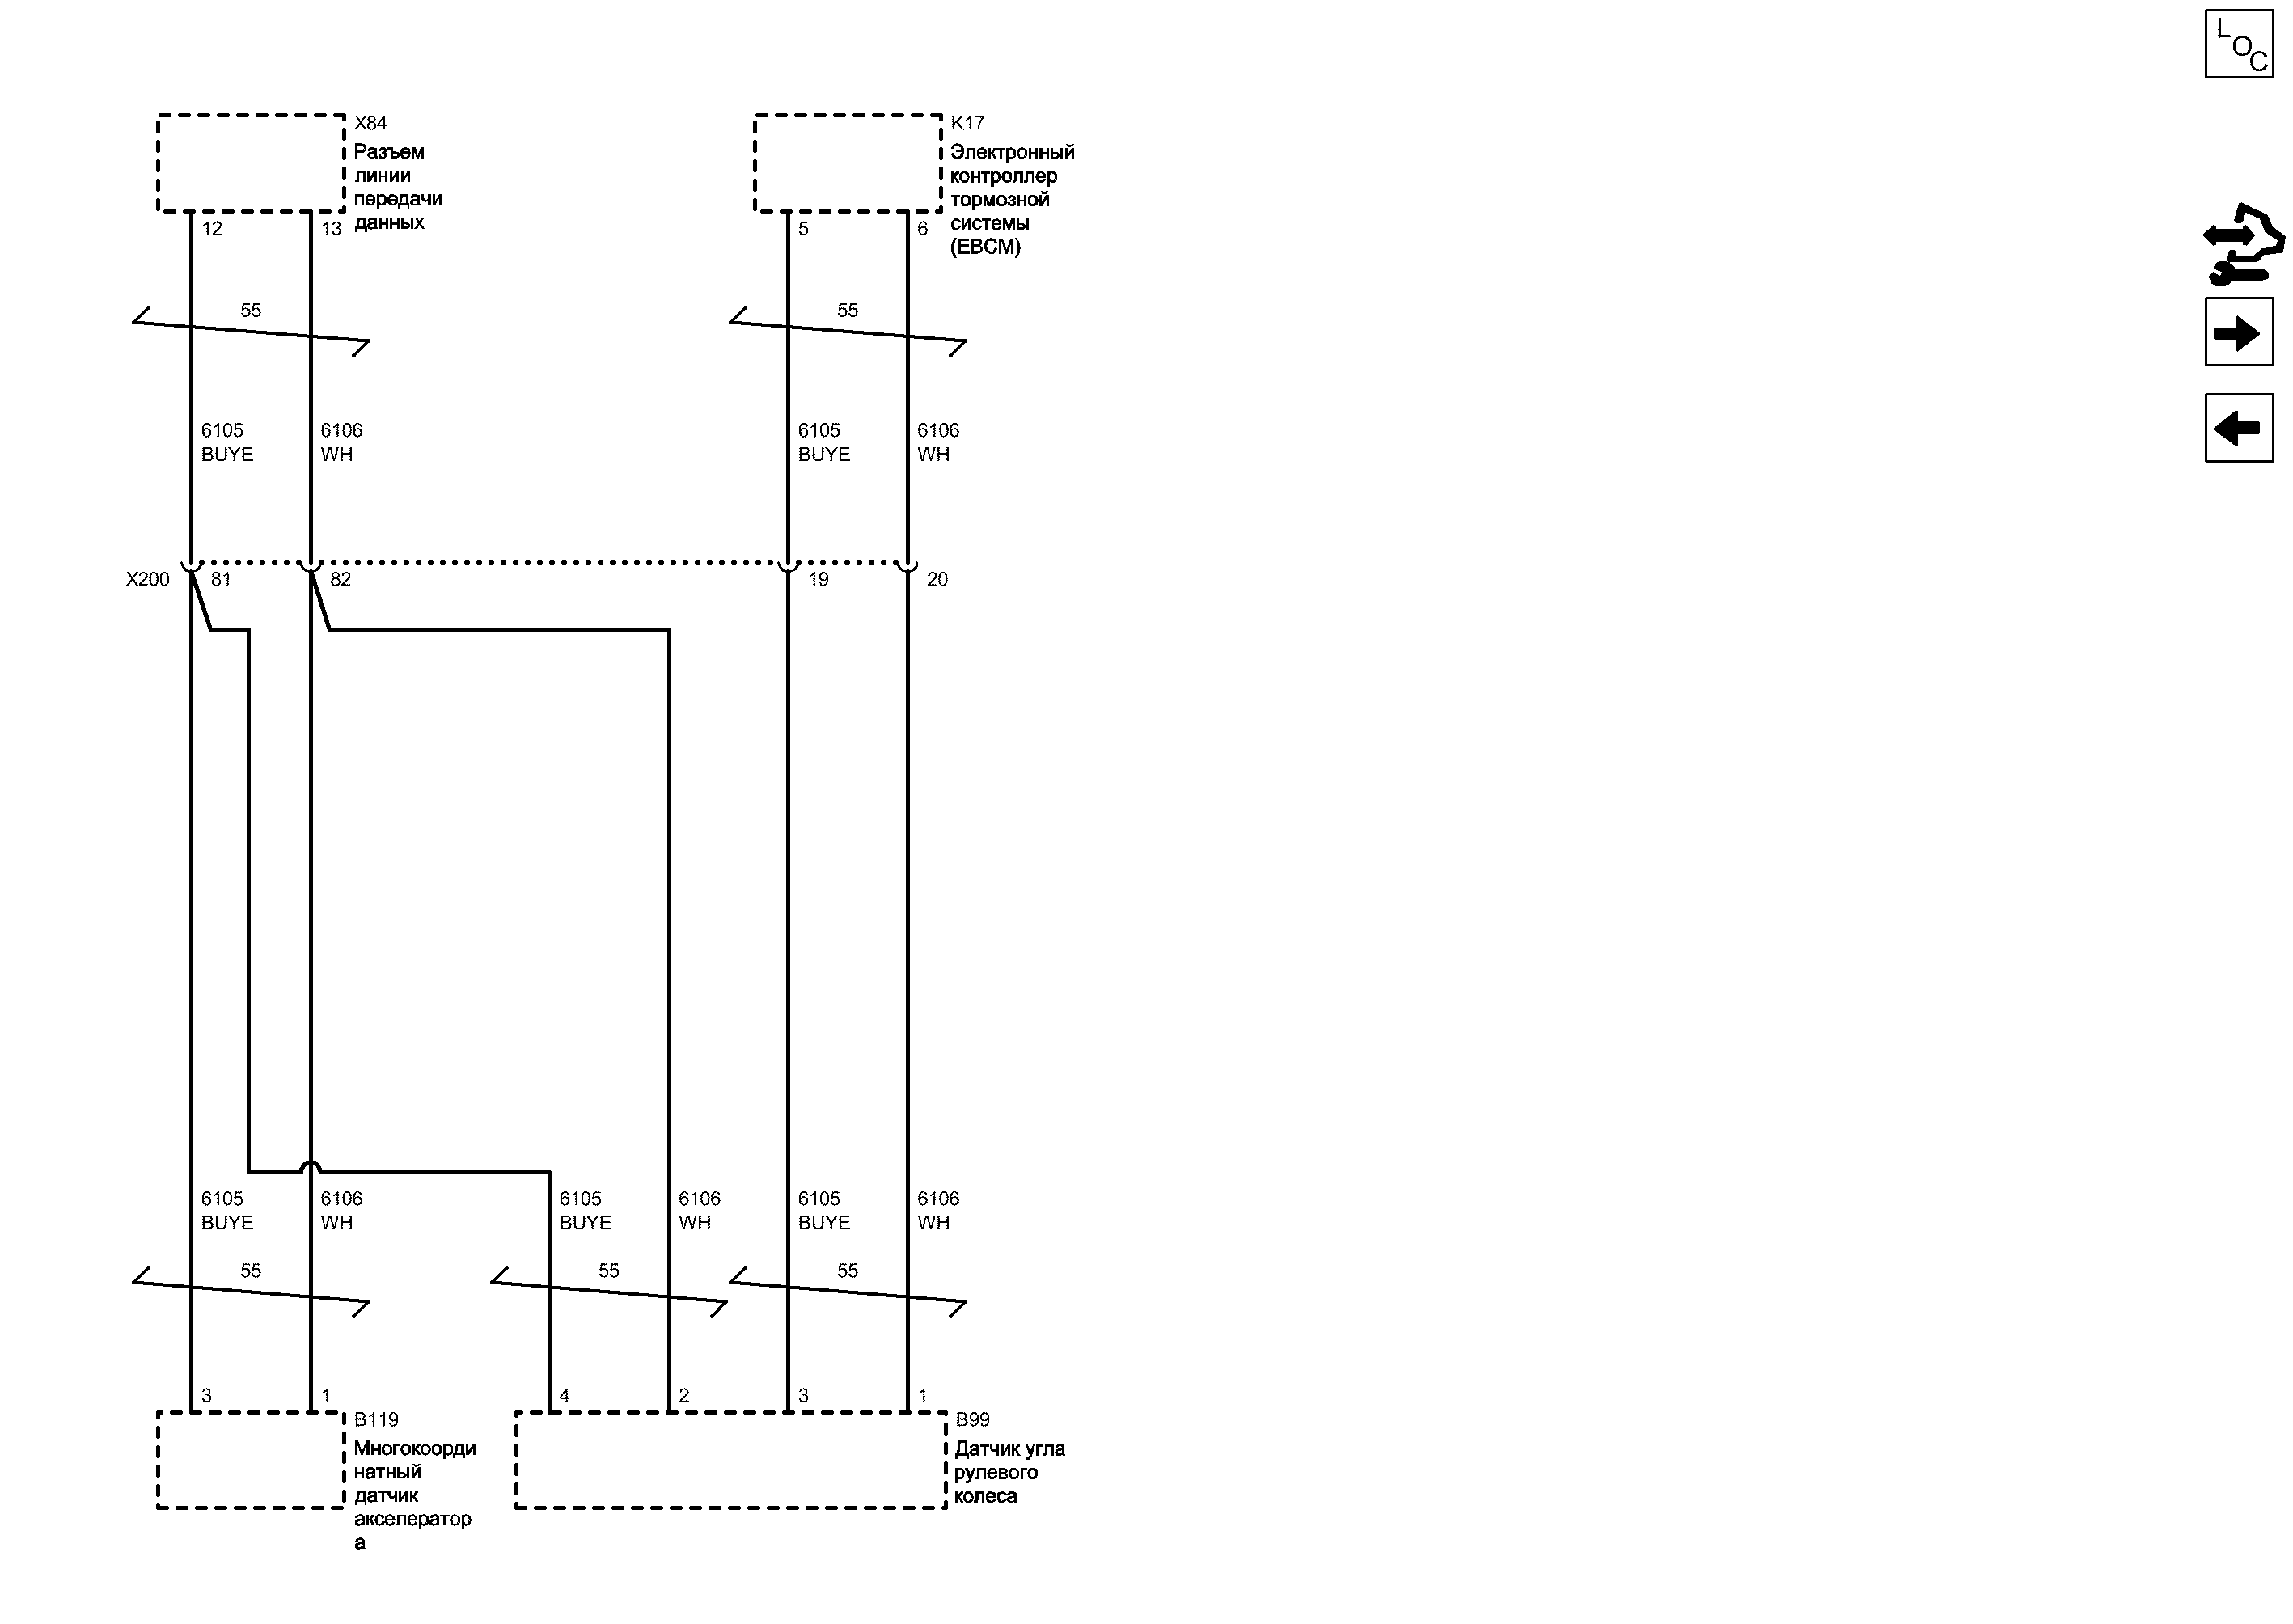 LOC
X84
Разъем
линии
передачи
данных
K17
Электронный
контроллер
тормозной
системы
(EBCM)
12 13 5 6
55 55
6105 6106 6105 6106
BUYE WH BUYE WH
X200 81 82 19 20
6105 6106 6105 6106 6105 6106
BUYE WH BUYE WH BUYE WH
55 55 55
3 1 4 2 3 1
B119
Многокоорди
натный
датчик
акселератор
а
B99
Датчик угла
рулевого
колеса